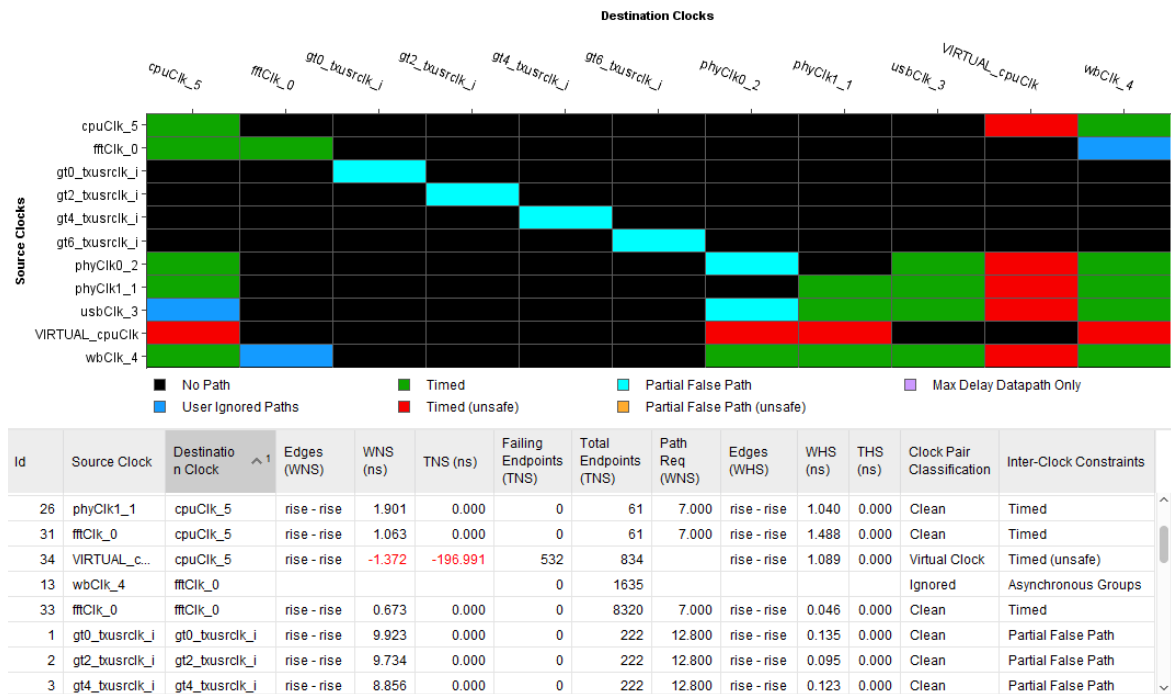 Destination Clocks
cpuClk_5 fftClk_0 gt0_txusrclk_i gt2_txusrclk_i gt4_txusrclk_i gt6_txusrclk_i phyClk0_2 phyClk1_1 usbClk_3 VIRTUAL_cpuClk wbClk_4
Source Clocks
cpuClk_5
fftClk_0
gt0_txusrclk_i
gt2_txusrclk_i
gt4_txusrclk_i
gt6_txusrclk_i
phyClk0_2
phyClk1_1
usbClk_3
VIRTUAL_cpuClk
wbClk_4
No Path Timed Partial False Path Max Delay Datapath Only
User Ignored Paths Timed (unsafe) Partial False Path (unsafe)
Id Source Clock Destinatio
n Clock 1 Edges
(WNS) WNS
(ns) TNS (ns) Failing
Endpoints
(TNS) Total
Endpoints
(TNS) Path
Req
(WNS) Edges
(WHS) WHS
(ns) THS
(ns) Clock Pair
Classification Inter-Clock Constraints
26 phyClk1_1 cpuClk_5 rise - rise 1.901 0.000 0 61 7.000 rise - rise 1.040 0.000 Clean Timed
31 fftClk_0 cpuClk_5 rise - rise 1.063 0.000 0 61 7.000 rise - rise 1.488 0.000 Clean Timed
34 VIRTUAL_c... cpuClk_5 rise - rise -1.372 -196.991 532 834 rise - rise 1.089 0.000 Virtual Clock Timed (unsafe)
13 wbClk_4 fftClk_0 0 1635 Ignored Asynchronous Groups
33 fftClk_0 fftClk_0 rise - rise 0.673 0.000 0 8320 7.000 rise - rise 0.046 0.000 Clean Timed
1 gt0_txusrclk_i gt0_txusrclk_i rise - rise 9.923 0.000 0 222 12.800 rise - rise 0.135 0.000 Clean Partial False Path
2 gt2_txusrclk_i gt2_txusrclk_i rise - rise 9.734 0.000 0 222 12.800 rise - rise 0.095 0.000 Clean Partial False Path
3 gt4_txusrclk_i gt4_txusrclk_i rise - rise 8.856 0.000 0 222 12.800 rise - rise 0.123 0.000 Clean Partial False Path